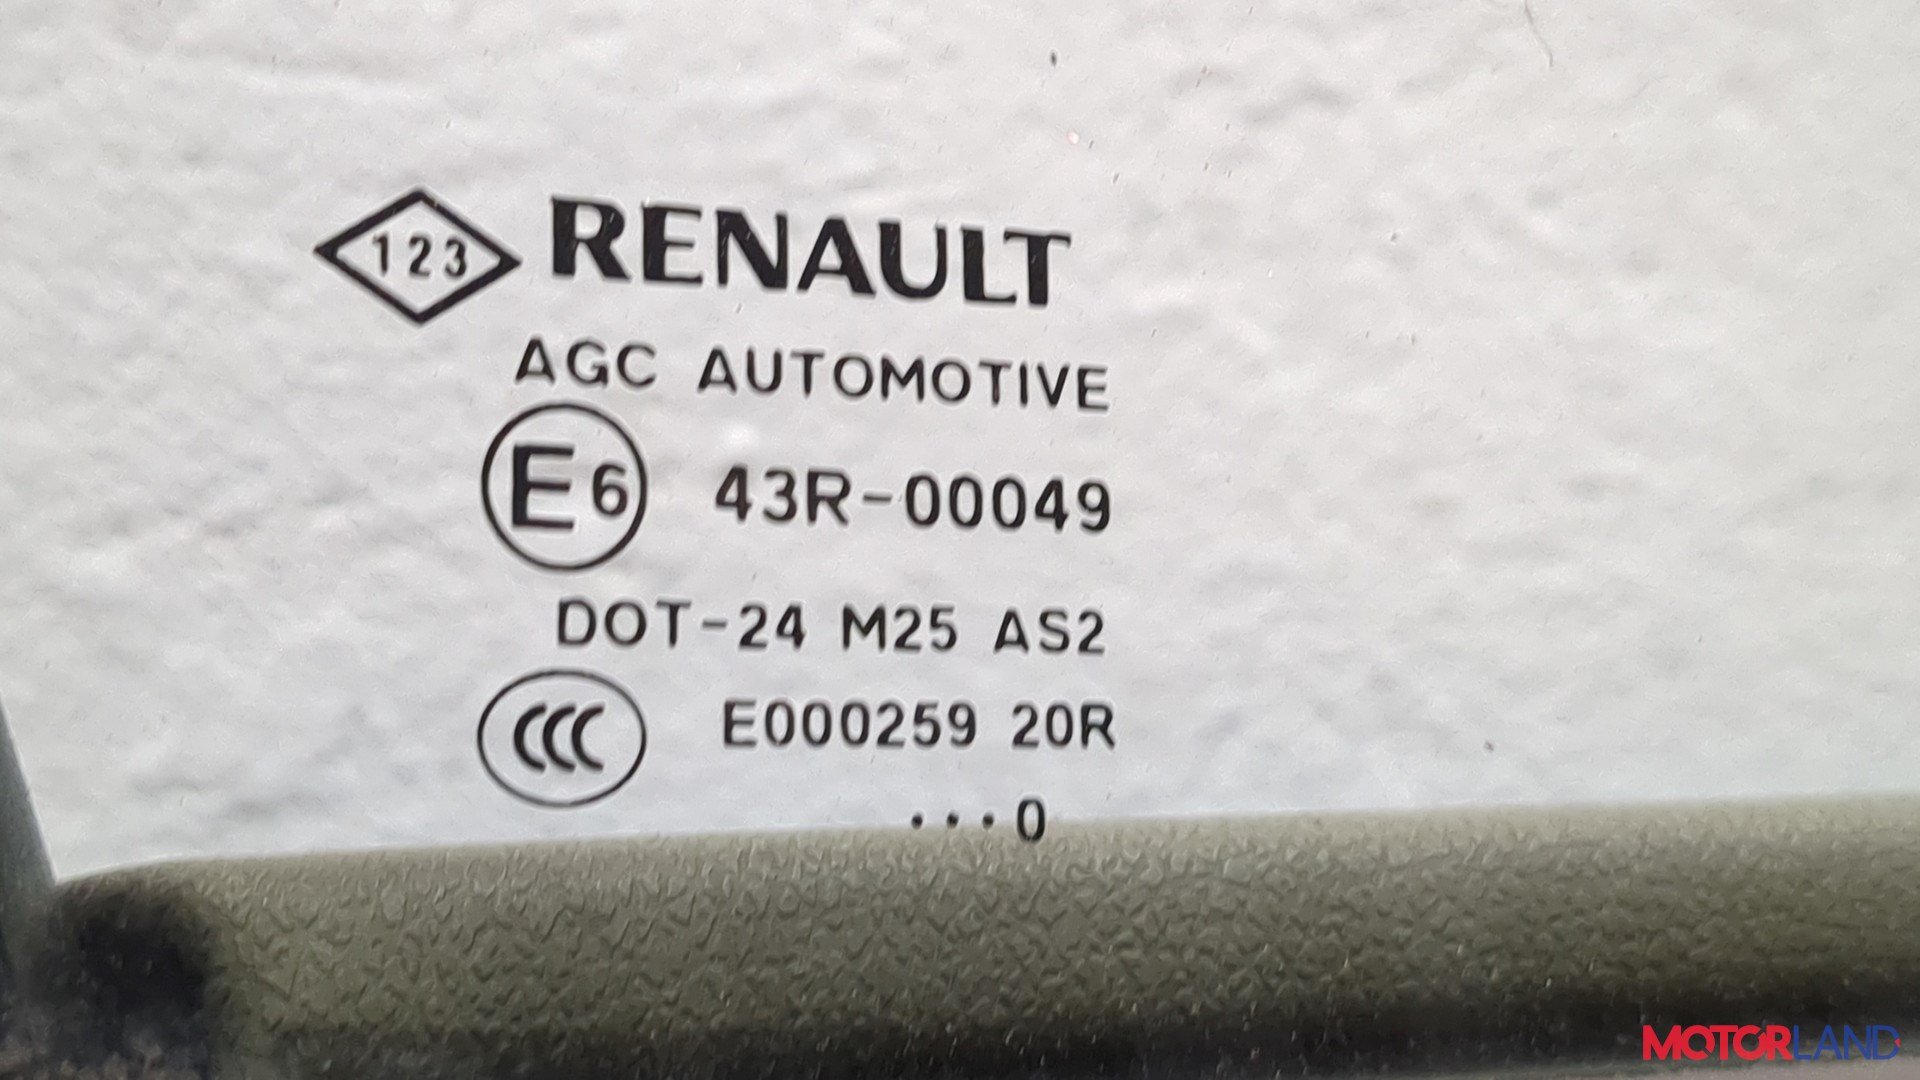 123 RENAULT
AGC AUTOMOTIVE
E6 43R-00049
DOT-24 M25 AS2
CCC E000259 20R
...0
MOTORLAND